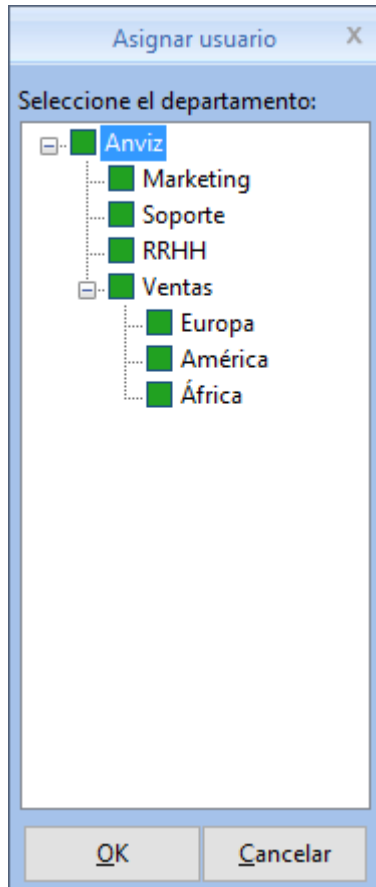 Asignar usuario X
Seleccione el departamento:
Anviz
Marketing
Soporte
RRHH
Ventas
Europa
América
África
OK Cancelar